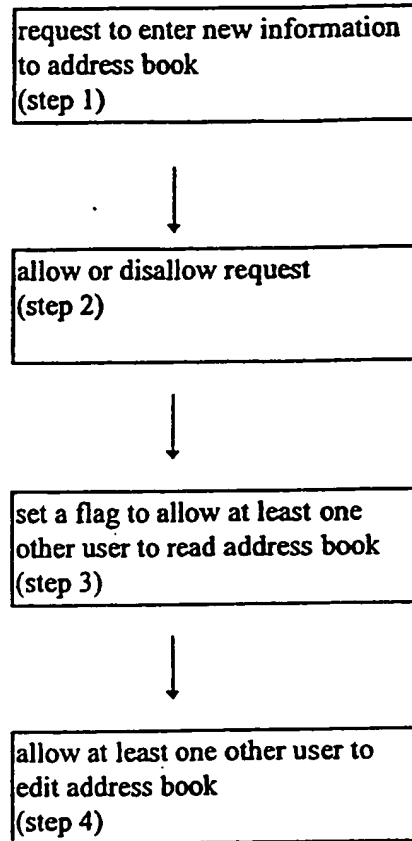 request to enter new information
to address book
(step 1)
allow or disallow request
(step 2)
set a flag to allow at least one
other user to read address book
(step 3)
allow at least one other user to
edit address book
(step 4)